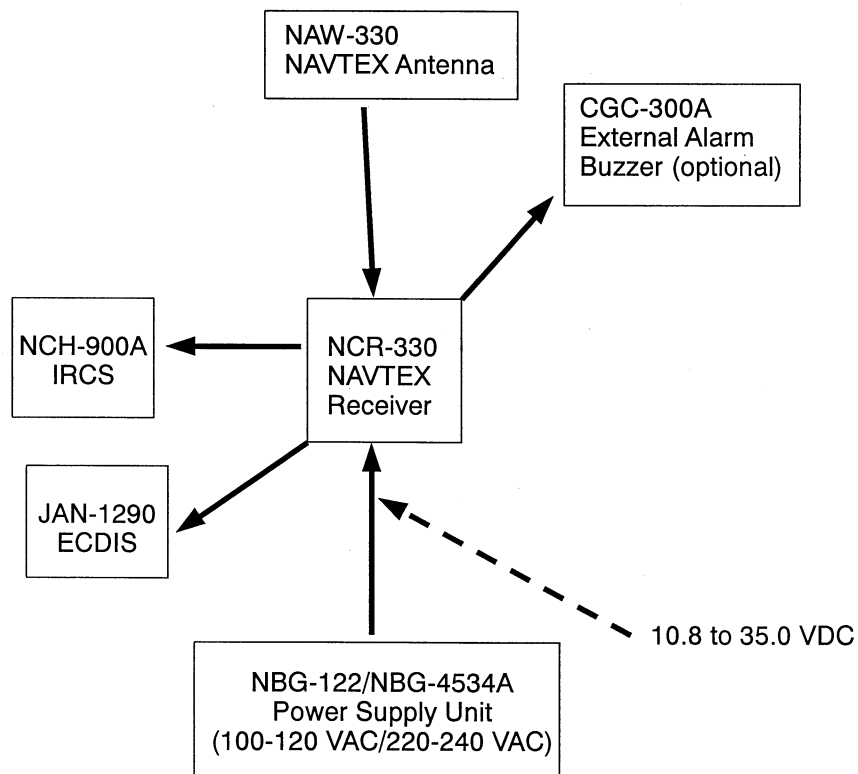 NAW-330
NAVTEX Antenna
CGC-300A
External Alarm
Buzzer (optional)
NCH-900A
IRCS
NCR-330
NAVTEX
Receiver
JAN-1290
ECDIS
10.8 to 35.0 VDC
NBG-122/NBG-4534A
Power Supply Unit
(100-120 VAC/220-240 VAC)